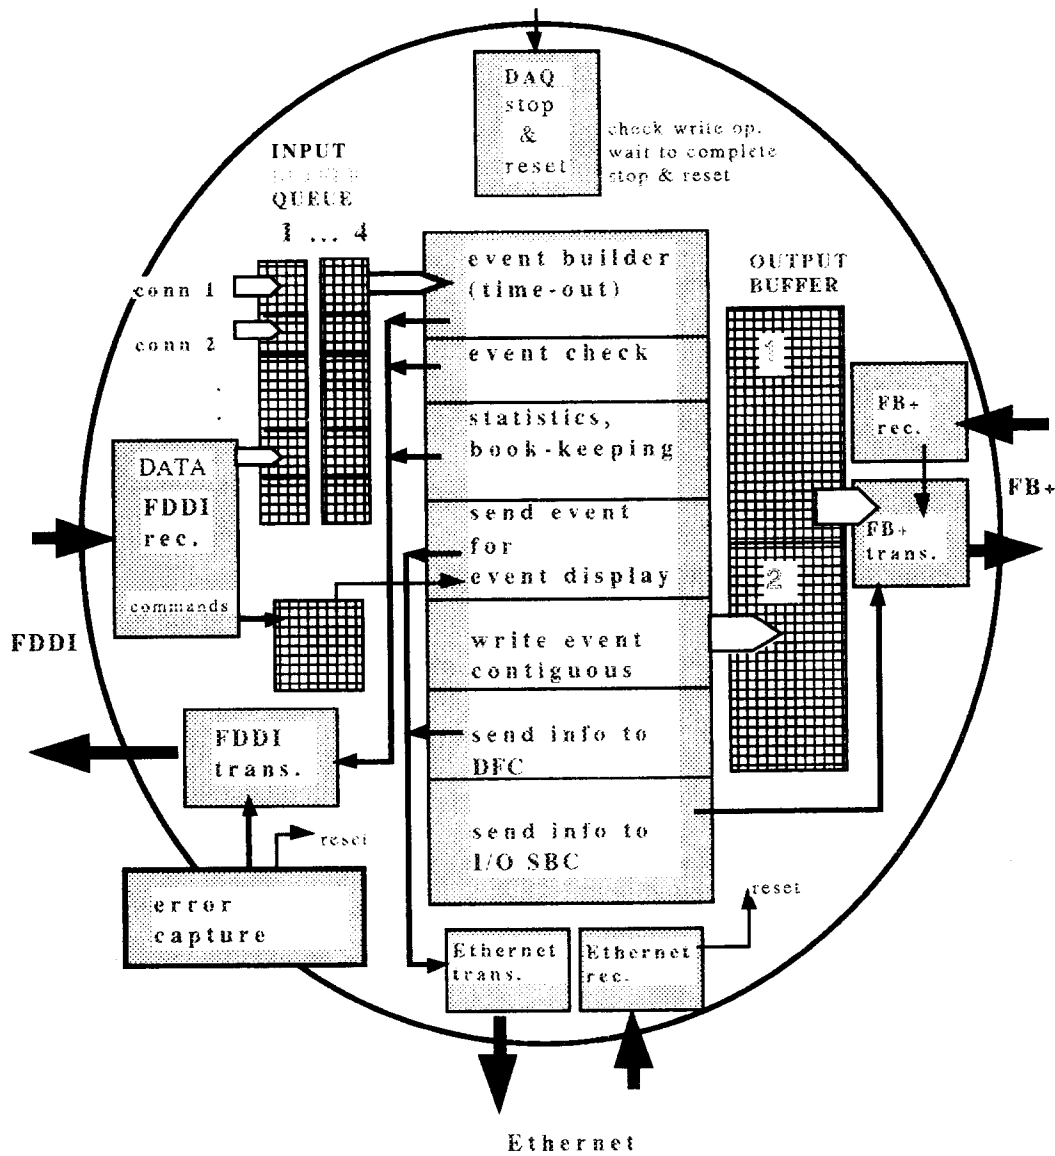 DAQ
stop
&
reset
check write op.
wait to complete
stop & reset
INPUT
QUEUE
1 ... 4
conn 1
conn 2
.
.
event builder
(time-out)
event check
statistics,
book-keeping
send event
for
event display
write event
contiguous
send info to
DFC
send info to
I/O SBC
OUTPUT
BUFFER
1
2
FB+
rec.
FB+
trans.
FB+
DATA
FDDI
rec.
commands
FDDI
FDDI
trans.
reset
error
capture
Ethernet
trans.
Ethernet
rec.
reset
Ethernet